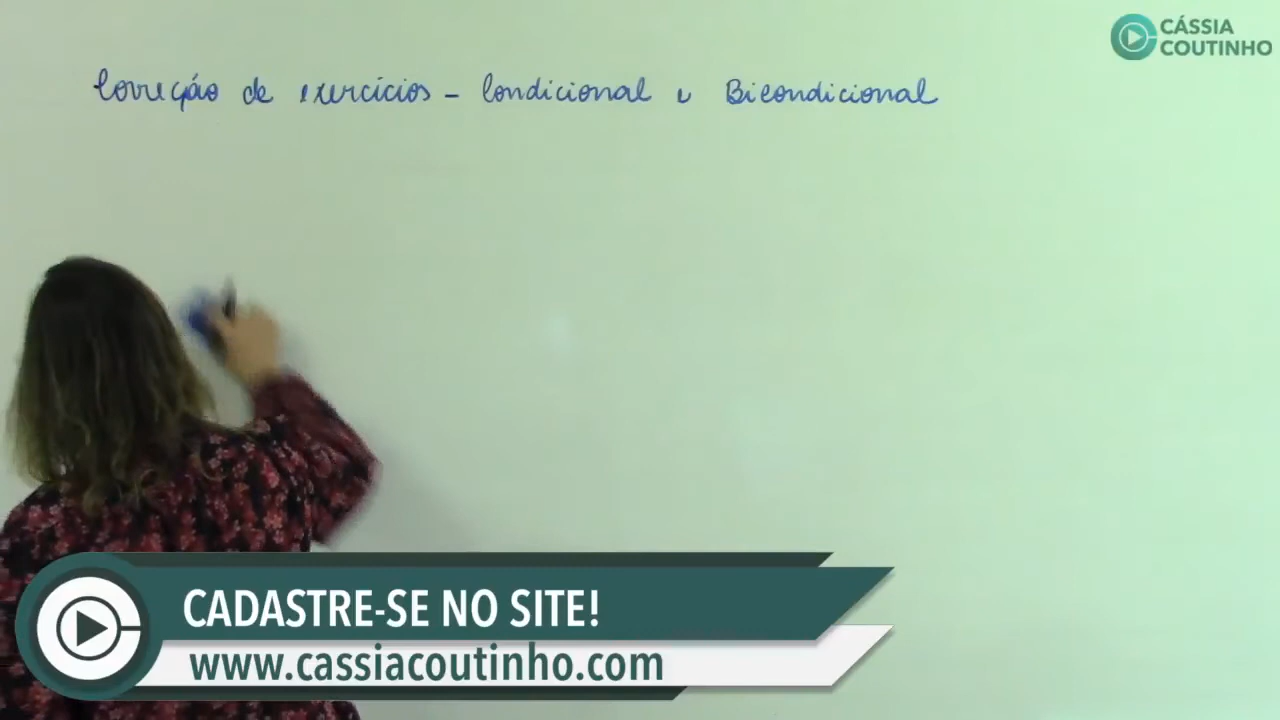 CÁSSIA
COUTINHO
Correção de exercícios - Condicional e Bicondicional
CADASTRE-SE NO SITE!
www.cassiacoutinho.com